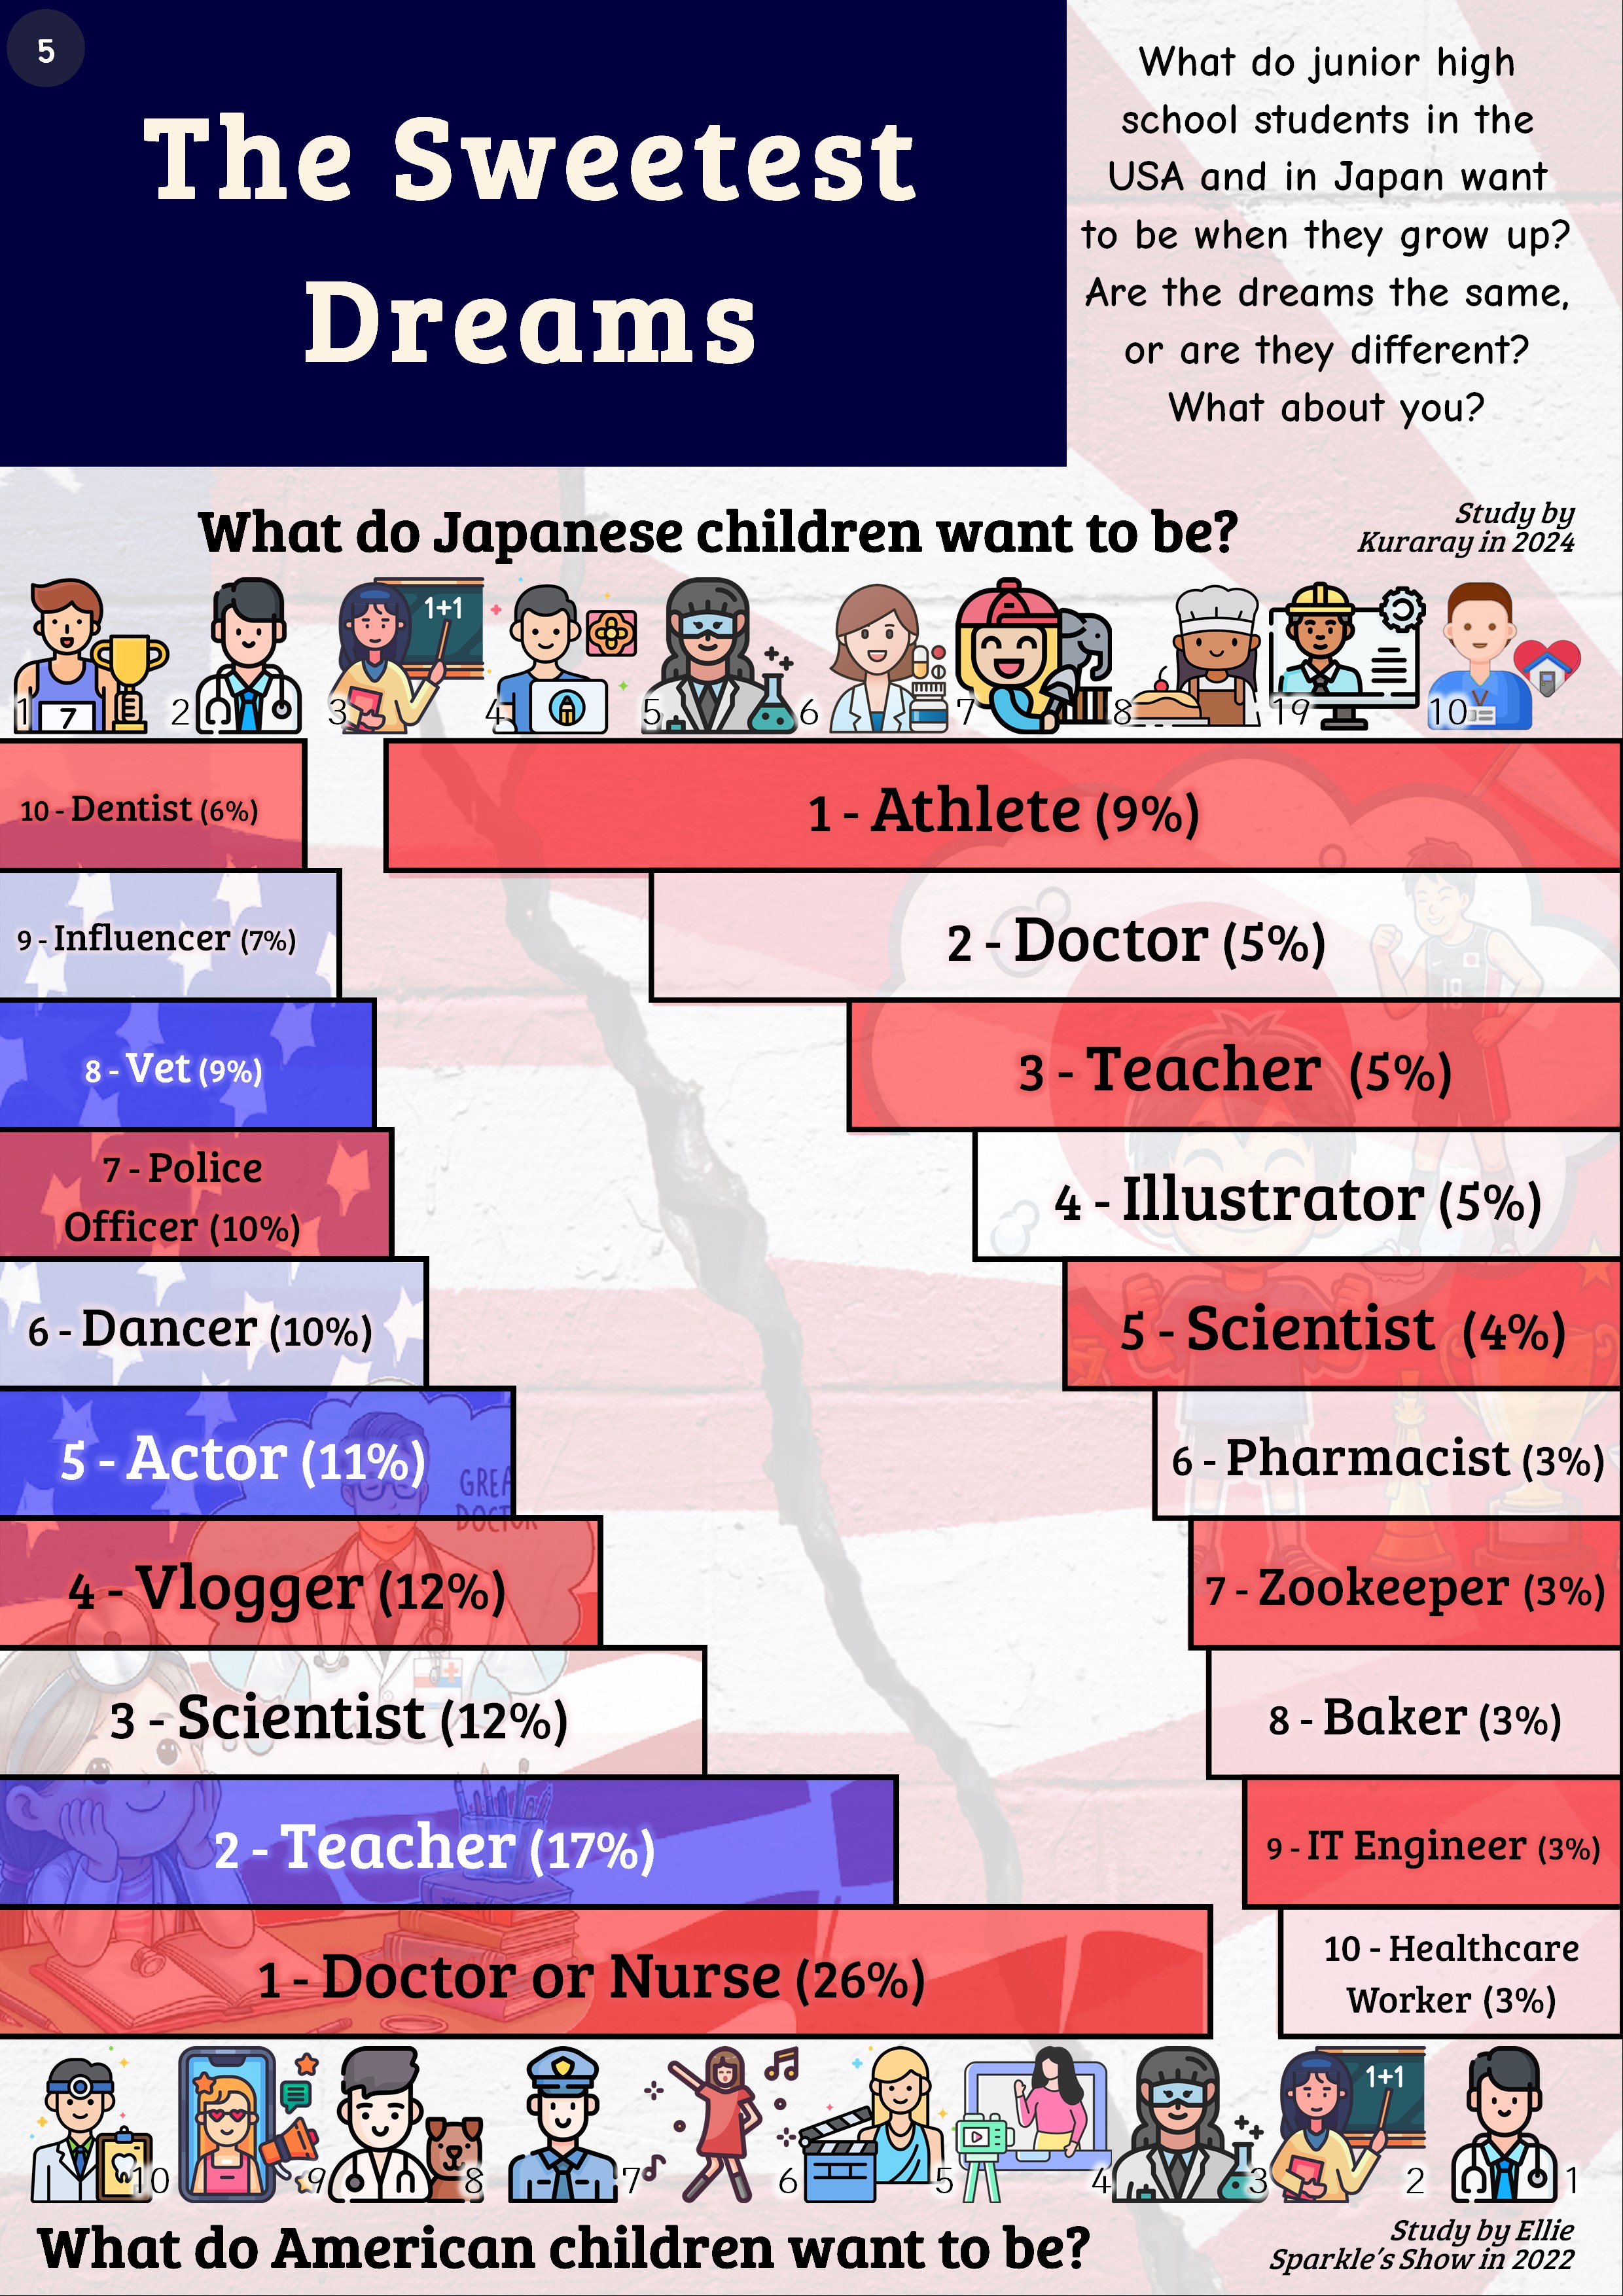 5
The Sweetest
Dreams
What do junior high
school students in the
USA and in Japan want
to be when they grow up?
Are the dreams the same,
or are they different?
What about you?
What do Japanese children want to be?
Study by
Kuraray in 2024
1+1
7
1 2 3 4 5 6 7 8 19 10
10 - Dentist (6%)
1 - Athlete (9%)
9 - Influencer (7%)
2 - Doctor (5%)
8 - Vet (9%)
3 - Teacher (5%)
7 - Police
Officer (10%)
4 - Illustrator (5%)
6 - Dancer (10%)
5 - Scientist (4%)
5 - Actor (11%)
GREA
DOCTOR
6 - Pharmacist (3%)
4 - Vlogger (12%)
7 - Zookeeper (3%)
3 - Scientist (12%)
8 - Baker (3%)
2 - Teacher (17%)
9 - IT Engineer (3%)
1 - Doctor or Nurse (26%)
10 - Healthcare
Worker (3%)
1+1
10 9 8 7 6 5 4 3 2 1
What do American children want to be?
Study by Ellie
Sparkle's Show in 2022